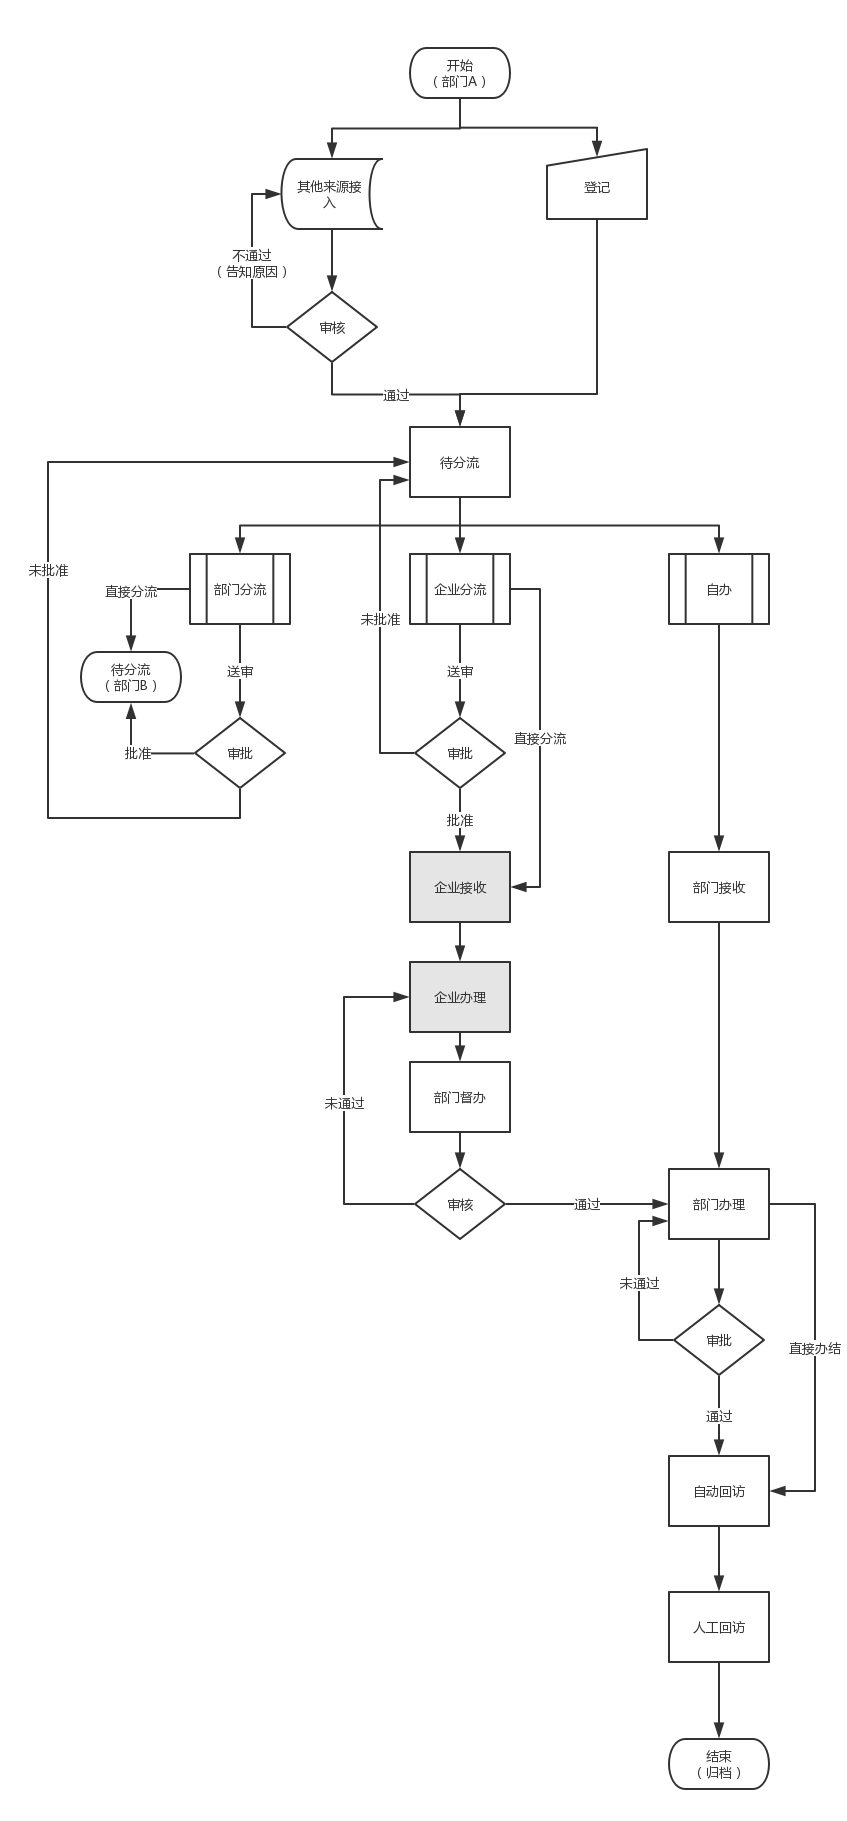 开始
（部门A）
其他来源接
入
登记
不通过
（告知原因）
审核
通过
待分流
未批准
直接分流
部门分流
企业分流
自办
未批准
待分流
（部门B）
送审
送审
直接分流
批准
审批
审批
批准
企业接收
部门接收
企业办理
未通过
部门督办
审核
通过
部门办理
未通过
审批
直接办结
通过
自动回访
人工回访
结束
（归档）